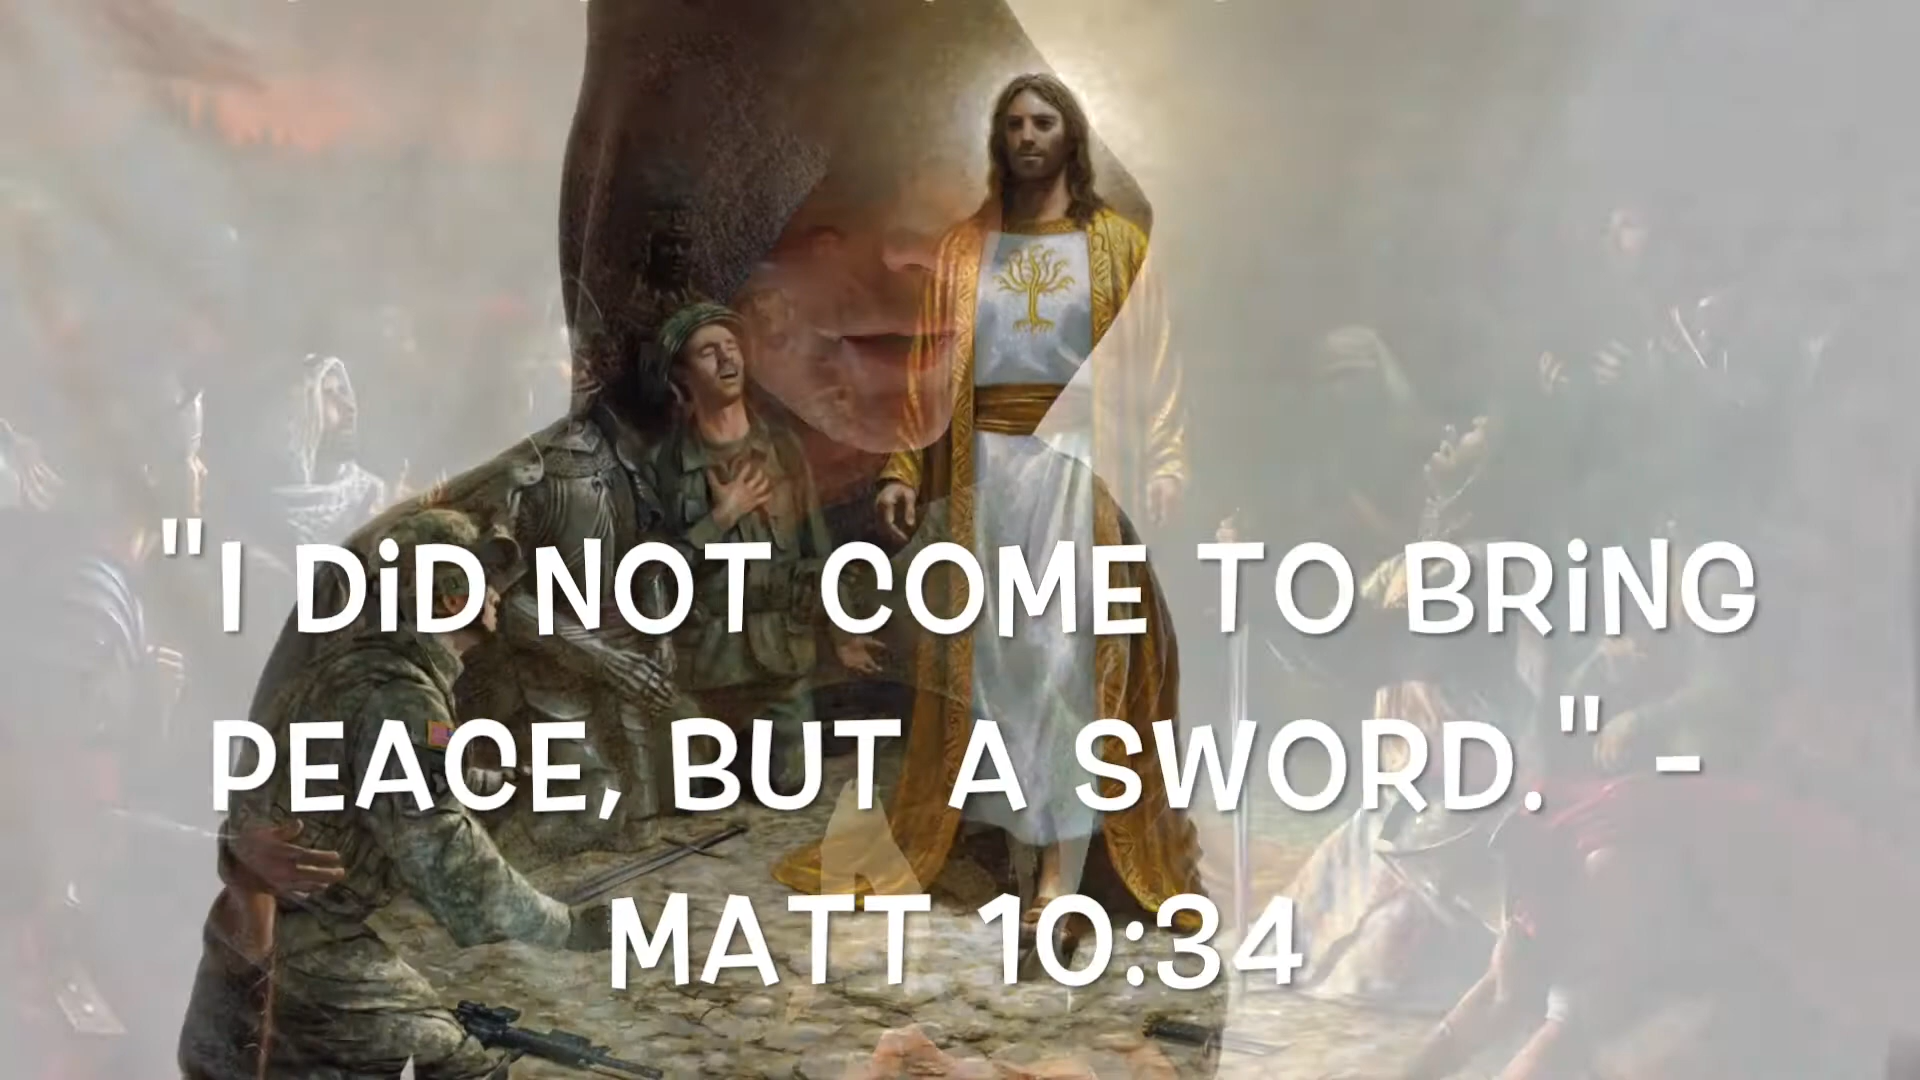 "I DiD NOT COME TO BRiNG
PEACE, BUT A SWORD." -
MATT 10:34